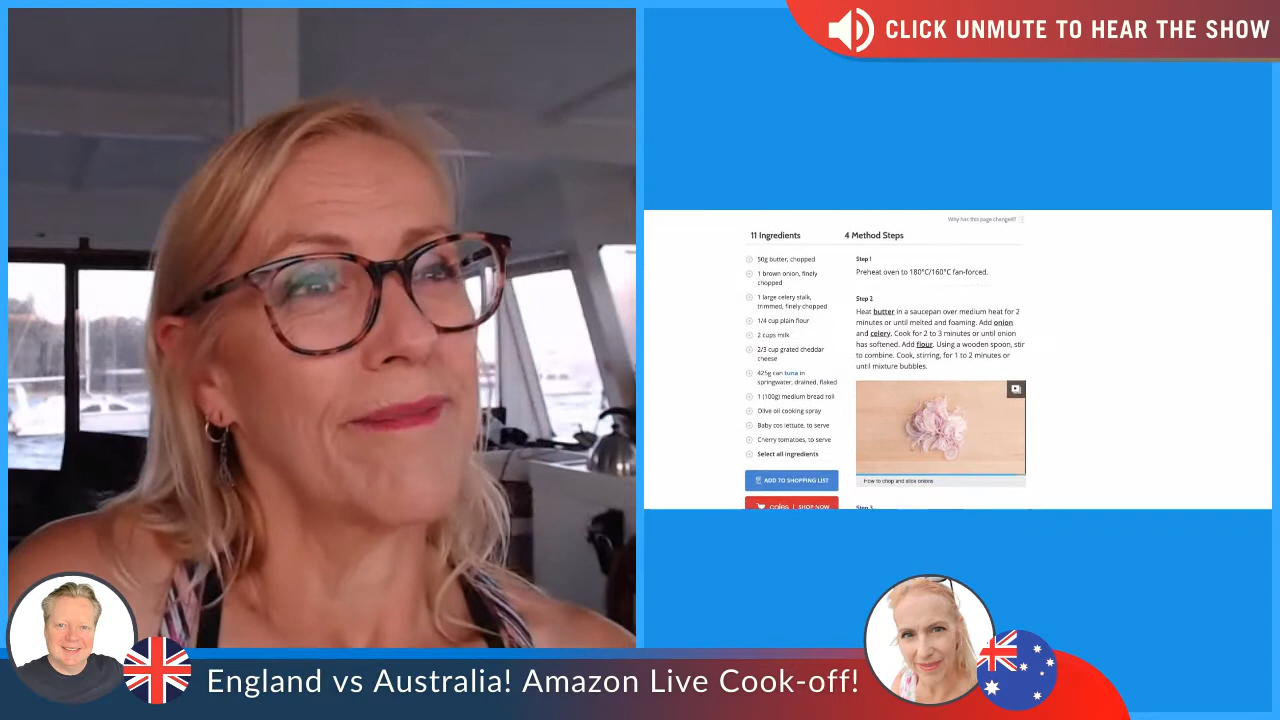 CLICK UNMUTE TO HEAR THE SHOW
Why has this page changed?
11 Ingredients
50g butter, chopped
1 brown onion, finely
chopped
1 large celery stalk,
trimmed, finely chopped
1/4 cup plain flour
2 cups milk
2/3 cup grated cheddar
cheese
425g can tuna in
springwater, drained, flaked
1 (100g) medium bread roll
Olive oil cooking spray
Baby cos lettuce, to serve
Cherry tomatoes, to serve
Select all ingredients
ADD TO SHOPPING LIST
coles | SHOP NOW
4 Method Steps
Step 1
Preheat oven to 180°C/160°C fan-forced.
Step 2
Heat butter in a saucepan over medium heat for 2
minutes or until melted and foaming. Add onion
and celery. Cook for 2 to 3 minutes or until onion
has softened. Add flour. Using a wooden spoon, stir
to combine. Cook, stirring, for 1 to 2 minutes or
until mixture bubbles.
How to chop and slice onions
Step 3
England vs Australia! Amazon Live Cook-off!